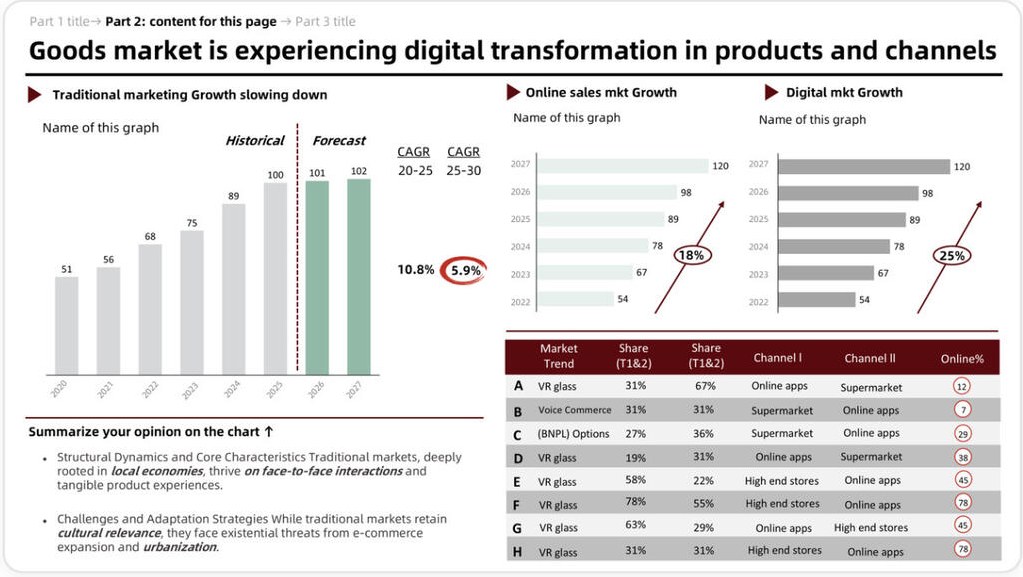 Part 1 title→ Part 2: content for this page → Part 3 title
Goods market is experiencing digital transformation in products and channels
Traditional marketing Growth slowing down
Name of this graph
Historical
Forecast
CAGR CAGR
20-25 25-30
51
56
68
75
89
100
101
102
10.8% 5.9%
2020
2021
2022
2023
2024
2025
2026
2027
Summarize your opinion on the chart ↑
• Structural Dynamics and Core Characteristics Traditional markets, deeply
rooted in local economies, thrive on face-to-face interactions and
tangible product experiences.
• Challenges and Adaptation Strategies While traditional markets retain
cultural relevance, they face existential threats from e-commerce
expansion and urbanization.
Online sales mkt Growth
Name of this graph
2027 120
2026 98
2025 89
2024 78
2023 67
2022 54
18%
Digital mkt Growth
Name of this graph
2027 120
2026 98
2025 89
2024 78
2023 67
2022 54
25%
Market Trend Share (T1&2) Share (T1&2) Channel I Channel II Online%
A VR glass 31% 67% Online apps Supermarket 12
B Voice Commerce 31% 31% Supermarket Online apps 7
C (BNPL) Options 27% 36% Supermarket Online apps 29
D VR glass 19% 31% Online apps Supermarket 38
E VR glass 58% 22% High end stores Online apps 45
F VR glass 78% 55% High end stores Online apps 78
G VR glass 63% 29% Online apps High end stores 45
H VR glass 31% 31% High end stores Online apps 78